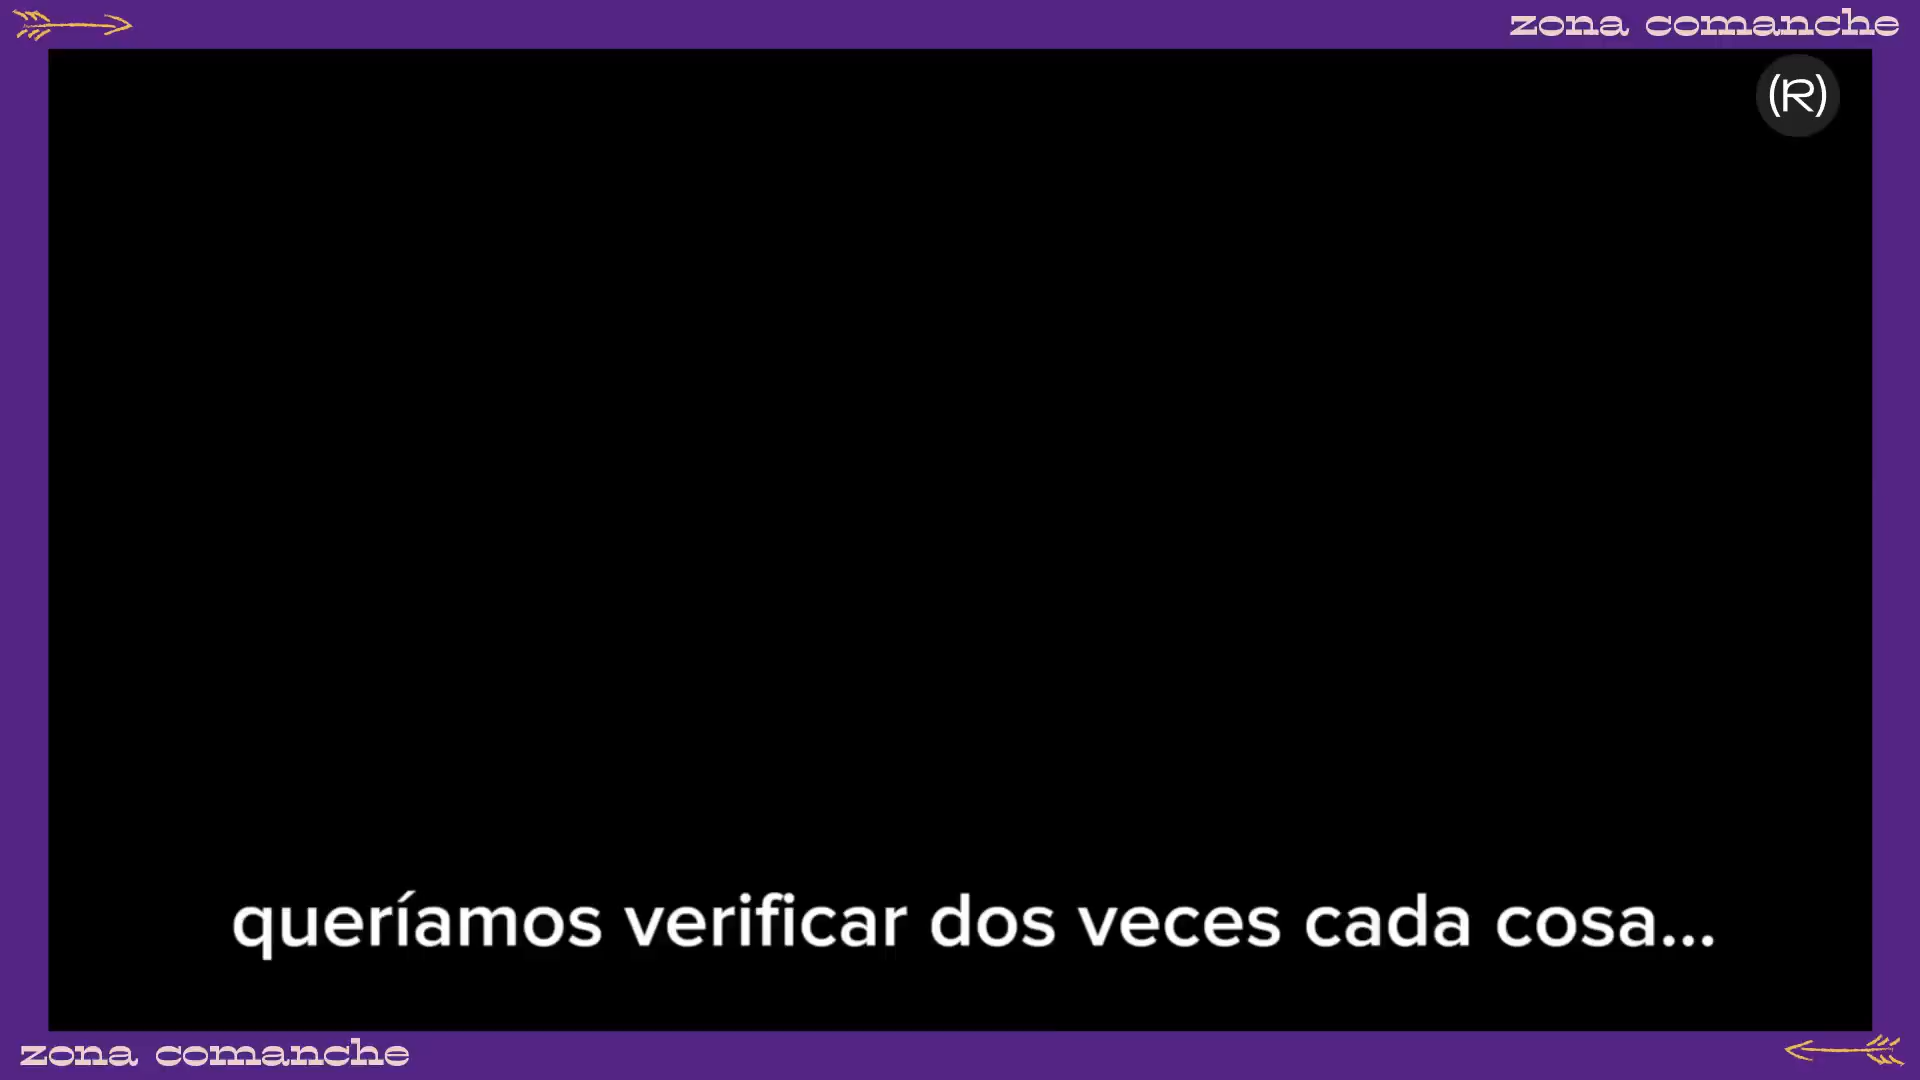 zona comanche
(R)
queríamos verificar dos veces cada cosa...
zona comanche